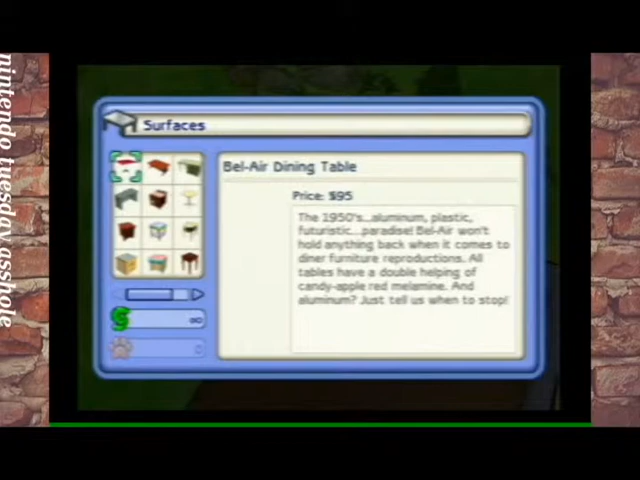 nintendo tuesday asshole
Surfaces
Bel-Air Dining Table
Price: $95
The 1950's...aluminum, plastic,
futuristic...paradise! Bel-Air won't
hold anything back when it comes to
diner furniture reproductions. All
tables have a double helping of
candy-apple red melamine. And
aluminum? Just tell us when to stop!
∞
0